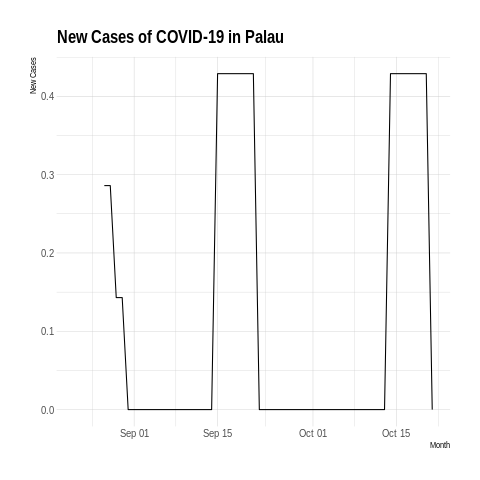 New Cases of COVID-19 in Palau
New Cases
0.4
0.3
0.2
0.1
0.0
Sep 01
Sep 15
Oct 01
Oct 15
Month